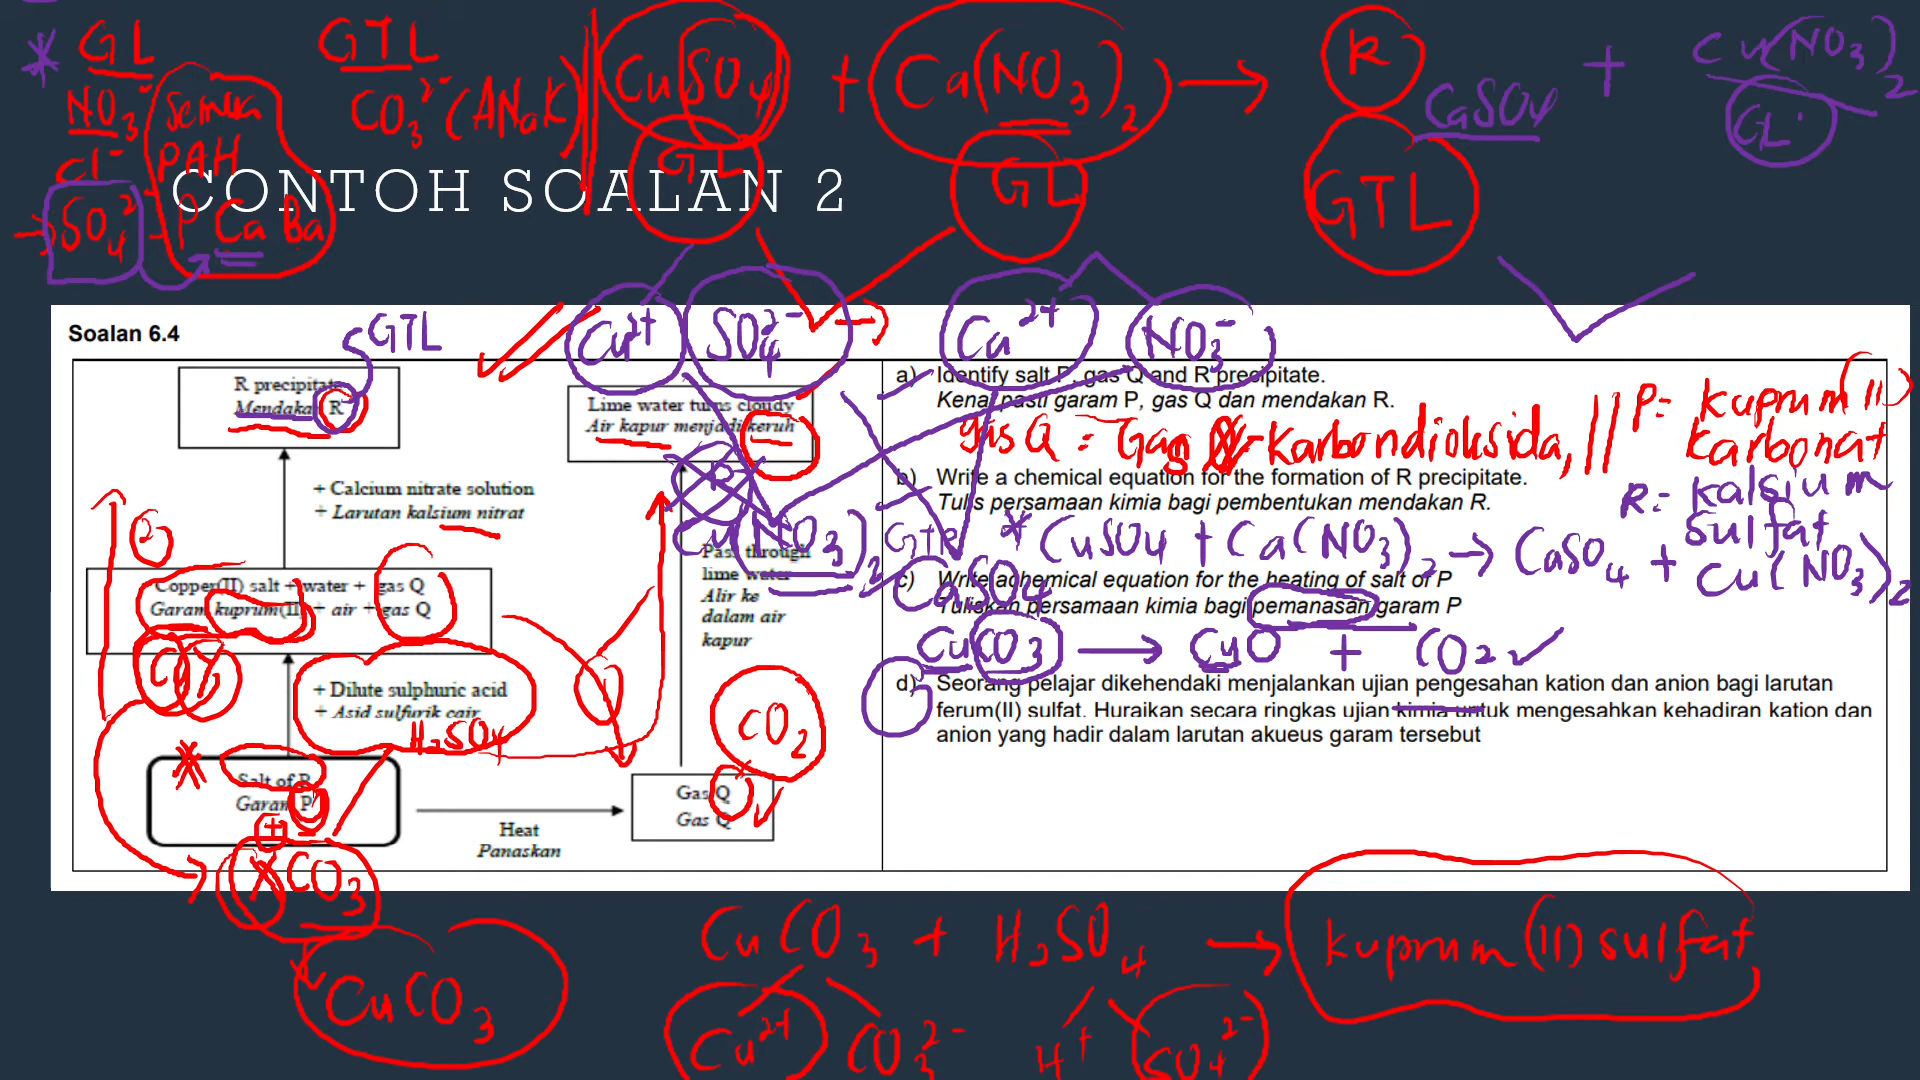 * GL GTL CuSO₄ + Ca(NO₃)₂ → R CaSO₄ + Cu(NO₃)₂
NO₃⁻ Semua CO₃²⁻ (ANaK)
Cl⁻ PAH GL GL GTL CL
SO₄²⁻ P Ca Ba
CONTOH SOALAN 2
Soalan 6.4
GTL
Cu²⁺ SO₄²⁻ → Ca²⁺ NO₃⁻
R precipitate
Mendakan R
Lime water turns cloudy
Air kapur menjadi keruh
+ Calcium nitrate solution
+ Larutan kalsium nitrat
Copper(II) salt + water + gas Q
Garam kuprum(II) + air + gas Q
Pass through
lime water
Alir ke
dalam air
kapur
+ Dilute sulphuric acid
+ Asid sulfurik cair
H₂SO₄
CO₂
Salt of P
Garam P
Heat
Panaskan
Gas Q
Gas Q
XCO₃
CuCO₃
a) Identify salt P, gas Q and R precipitate.
Kenal pasti garam P, gas Q dan mendakan R.
gas Q = Gas Karbondioksida, // P = kuprum (II) karbonat
R = kalsium sulfat
b) Write a chemical equation for the formation of R precipitate.
Tulis persamaan kimia bagi pembentukan mendakan R.
Cu(NO₃)₂ * CuSO₄ + Ca(NO₃)₂ → CaSO₄ + Cu(NO₃)₂
CaSO₄
c) Write achemical equation for the heating of salt of P
Tuliskan persamaan kimia bagi pemanasan garam P
CuCO₃ → CuO + CO₂
d) Seorang pelajar dikehendaki menjalankan ujian pengesahan kation dan anion bagi larutan
ferum(II) sulfat. Huraikan secara ringkas ujian kimia untuk mengesahkan kehadiran kation dan
anion yang hadir dalam larutan akueus garam tersebut
CuCO₃ + H₂SO₄ → kuprum (II) sulfat
Cu²⁺ CO₃²⁻ H⁺ SO₄²⁻